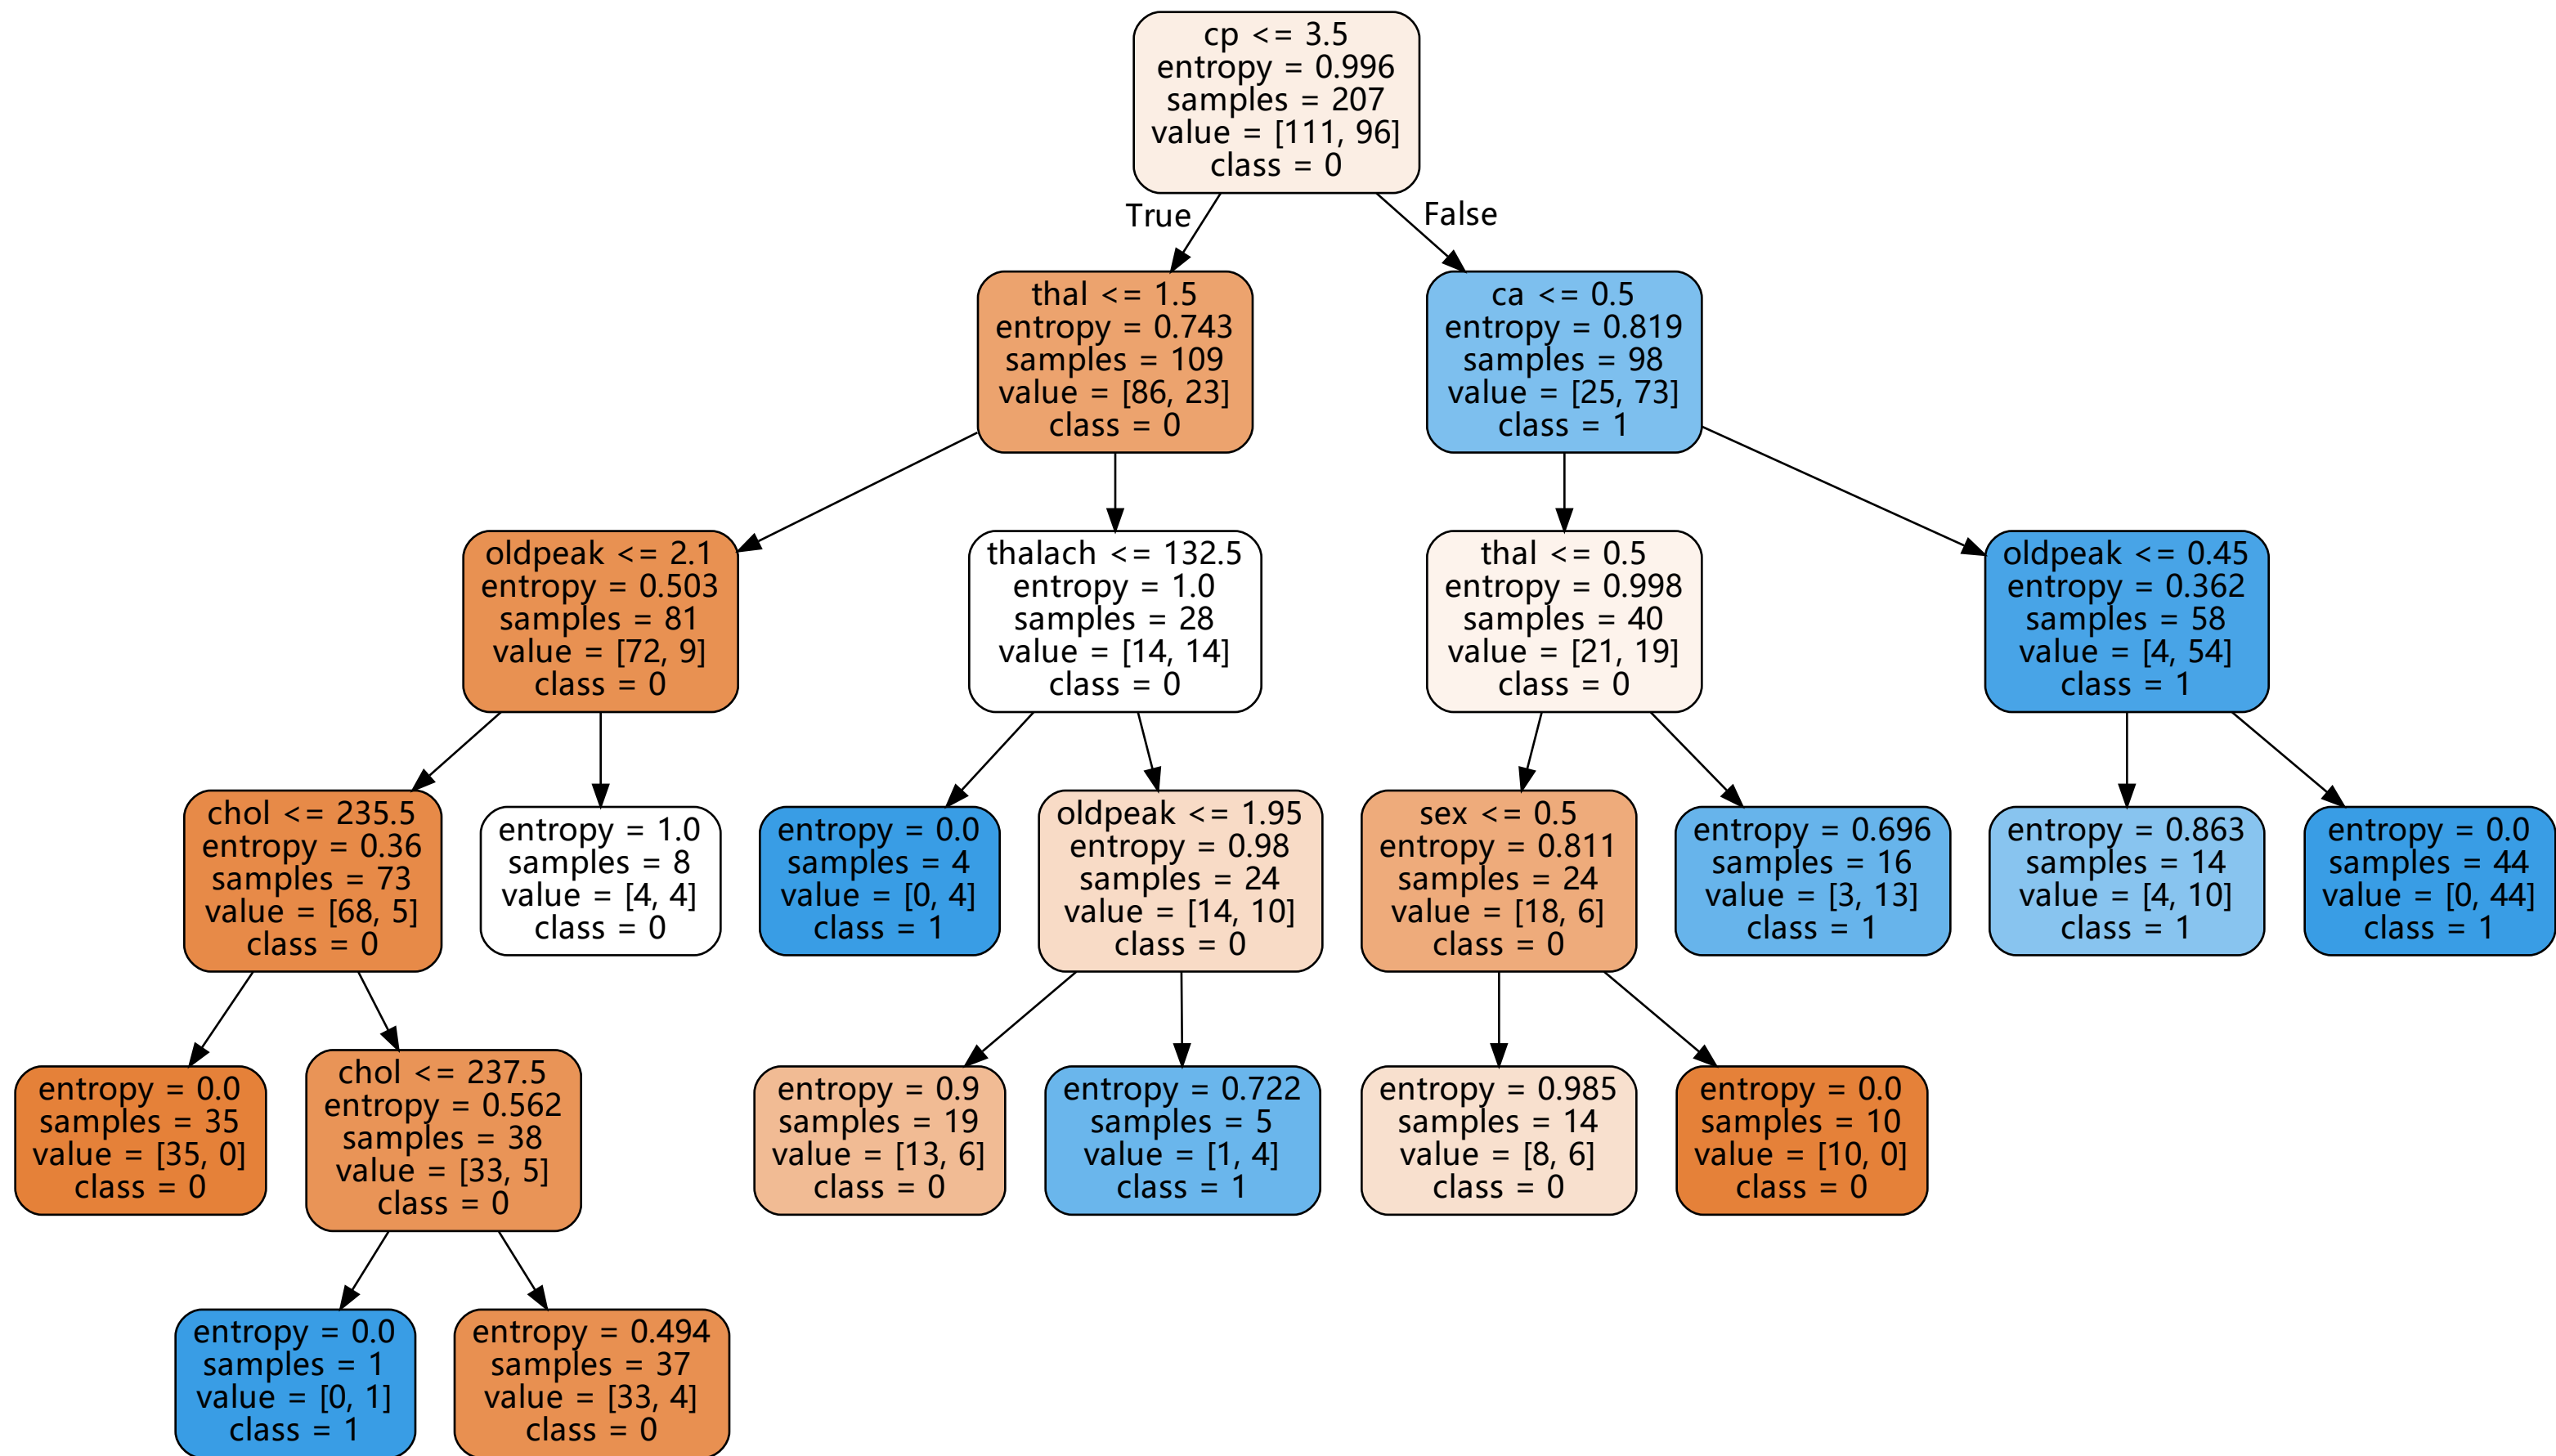 cp <= 3.5
entropy = 0.996
samples = 207
value = [111, 96]
class = 0
True
False
thal <= 1.5
entropy = 0.743
samples = 109
value = [86, 23]
class = 0
ca <= 0.5
entropy = 0.819
samples = 98
value = [25, 73]
class = 1
oldpeak <= 2.1
entropy = 0.503
samples = 81
value = [72, 9]
class = 0
thalach <= 132.5
entropy = 1.0
samples = 28
value = [14, 14]
class = 0
thal <= 0.5
entropy = 0.998
samples = 40
value = [21, 19]
class = 0
oldpeak <= 0.45
entropy = 0.362
samples = 58
value = [4, 54]
class = 1
chol <= 235.5
entropy = 0.36
samples = 73
value = [68, 5]
class = 0
entropy = 1.0
samples = 8
value = [4, 4]
class = 0
entropy = 0.0
samples = 4
value = [0, 4]
class = 1
oldpeak <= 1.95
entropy = 0.98
samples = 24
value = [14, 10]
class = 0
sex <= 0.5
entropy = 0.811
samples = 24
value = [18, 6]
class = 0
entropy = 0.696
samples = 16
value = [3, 13]
class = 1
entropy = 0.863
samples = 14
value = [4, 10]
class = 1
entropy = 0.0
samples = 44
value = [0, 44]
class = 1
entropy = 0.0
samples = 35
value = [35, 0]
class = 0
chol <= 237.5
entropy = 0.562
samples = 38
value = [33, 5]
class = 0
entropy = 0.9
samples = 19
value = [13, 6]
class = 0
entropy = 0.722
samples = 5
value = [1, 4]
class = 1
entropy = 0.985
samples = 14
value = [8, 6]
class = 0
entropy = 0.0
samples = 10
value = [10, 0]
class = 0
entropy = 0.0
samples = 1
value = [0, 1]
class = 1
entropy = 0.494
samples = 37
value = [33, 4]
class = 0